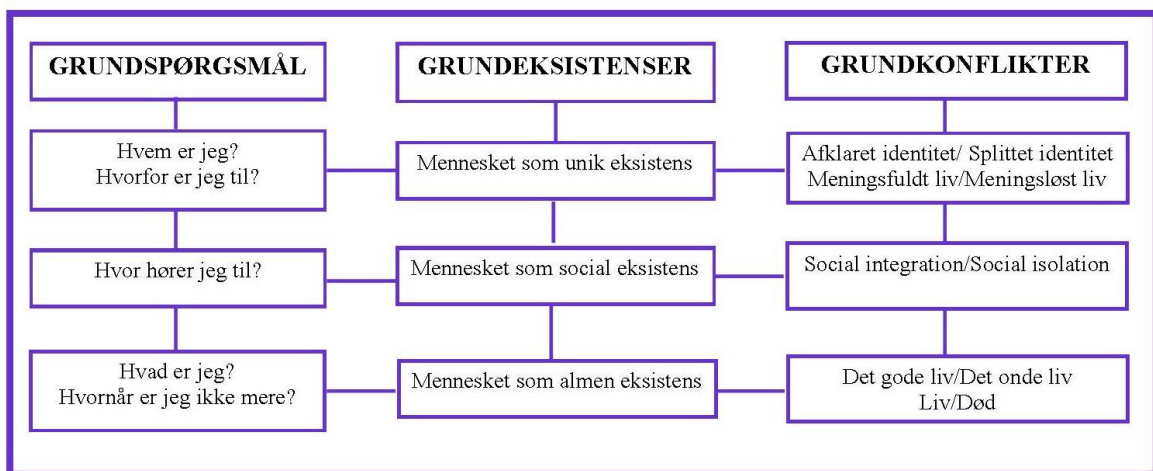 GRUNDSPØRGSMÅL
GRUNDEKSISTENSER
GRUNDKONFLIKTER
Hvem er jeg?
Hvorfor er jeg til?
Mennesket som unik eksistens
Afklaret identitet/ Splittet identitet
Meningsfuldt liv/Meningsløst liv
Hvor hører jeg til?
Mennesket som social eksistens
Social integration/Social isolation
Hvad er jeg?
Hvornår er jeg ikke mere?
Mennesket som almen eksistens
Det gode liv/Det onde liv
Liv/Død